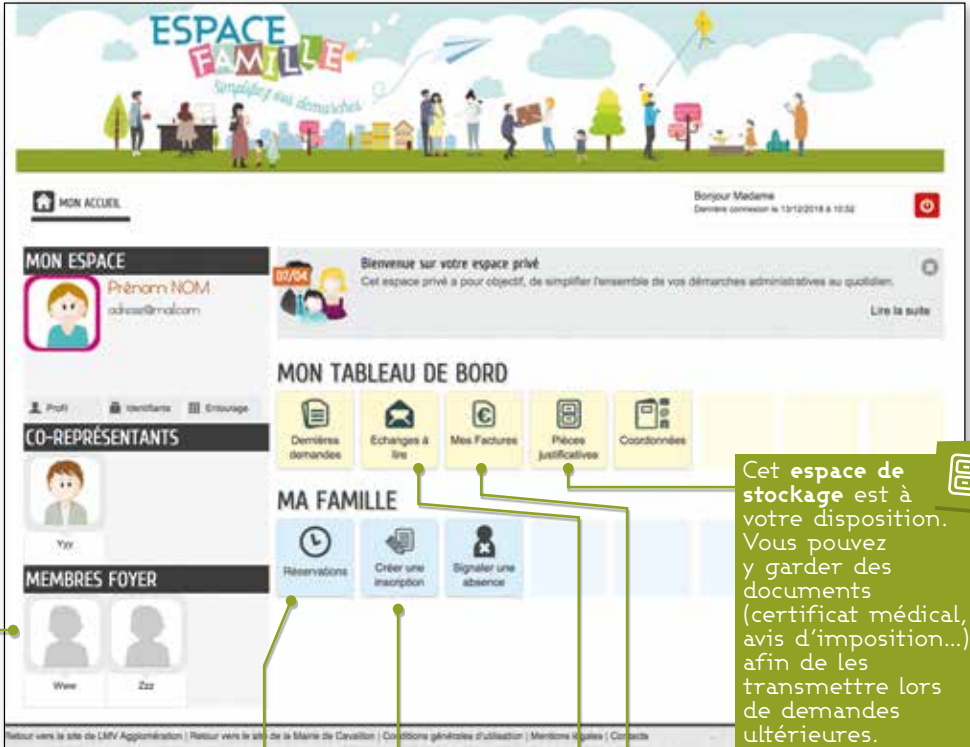 ESPACE
FAMILLE
Simplifiez vos démarches
MON ACCUEIL
Bonjour Madame
Dernière connexion le 13/12/2018 à 10:52
MON ESPACE
Prénom NOM
adresse@mail.com
Profil
Identifiants
Entourage
CO-REPRÉSENTANTS
Yyy
MEMBRES FOYER
Www
Zzz
07/04
Bienvenue sur votre espace privé
Cet espace privé a pour objectif, de simplifier l'ensemble de vos démarches administratives au quotidien.
Lire la suite
MON TABLEAU DE BORD
Dernières
demandes
Echanges à
lire
Mes Factures
Pièces
justificatives
Coordonnées
MA FAMILLE
Réservations
Créer une
inscription
Signaler une
absence
Cet espace de
stockage est à
votre disposition.
Vous pouvez
y garder des
documents
(certificat médical,
avis d'imposition...)
afin de les
transmettre lors
de demandes
ultérieures.
Retour vers le site de LMV Agglomération | Retour vers le site de la Mairie de Cavaillon | Conditions générales d'utilisation | Mentions légales | Contacts